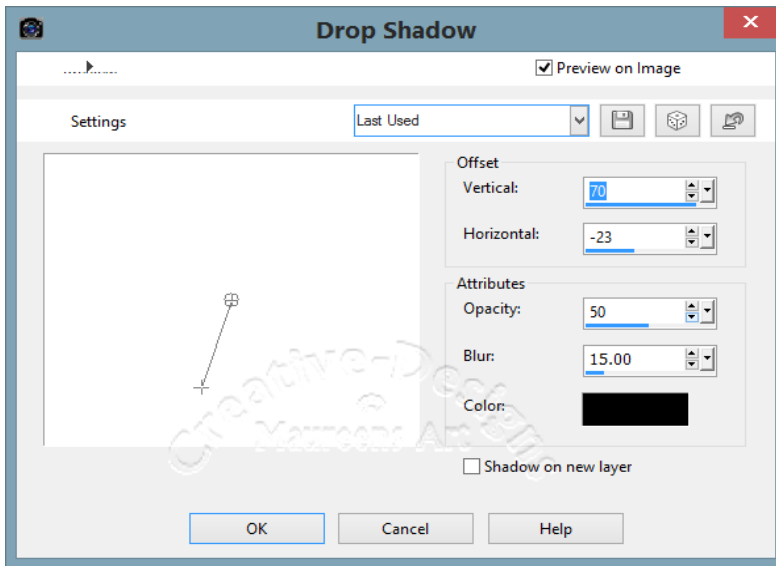 Drop Shadow
Preview on Image
Settings
Last Used
Offset
Vertical: 70
Horizontal: -23
Attributes
Opacity: 50
Blur: 15.00
Color:
Shadow on new layer
Creative-Designs
Maureens Art
OK Cancel Help